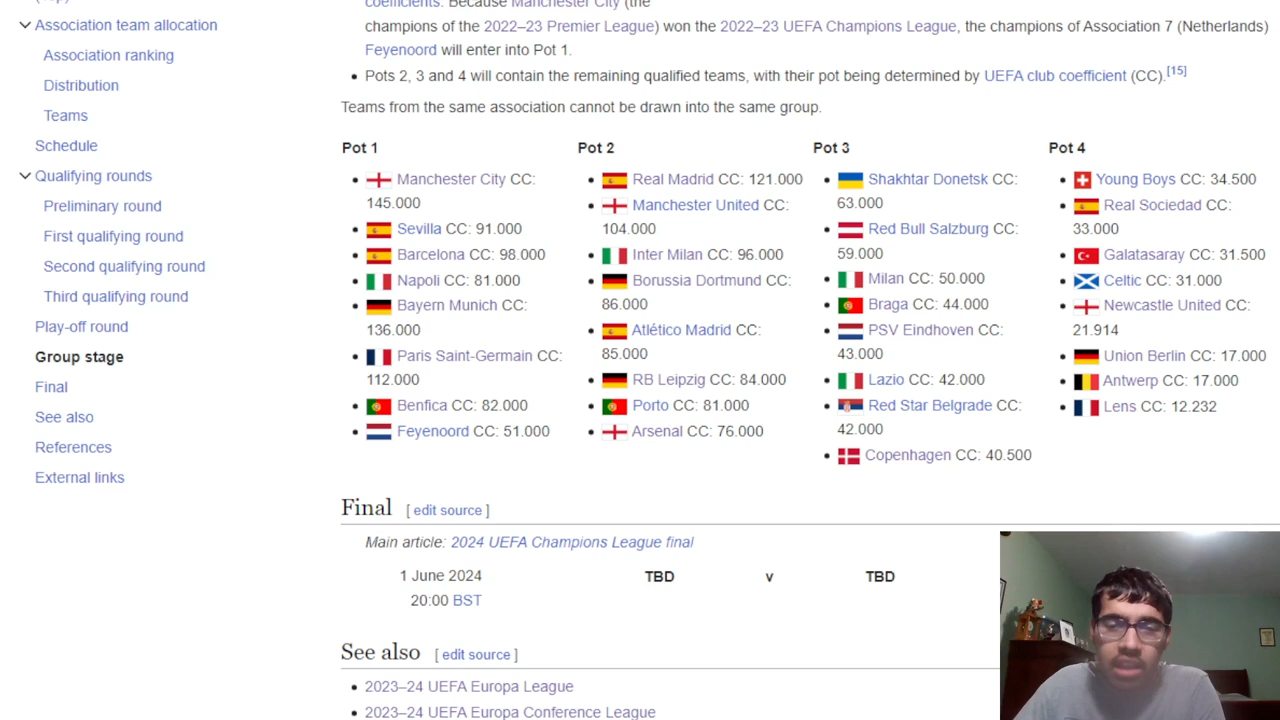 (Top)
Association team allocation
Association ranking
Distribution
Teams
Schedule
Qualifying rounds
Preliminary round
First qualifying round
Second qualifying round
Third qualifying round
Play-off round
Group stage
Final
See also
References
External links
coefficients. Because Manchester City (the
champions of the 2022–23 Premier League) won the 2022–23 UEFA Champions League, the champions of Association 7 (Netherlands)
Feyenoord will enter into Pot 1.
• Pots 2, 3 and 4 will contain the remaining qualified teams, with their pot being determined by UEFA club coefficient (CC).[15]
Teams from the same association cannot be drawn into the same group.
Pot 1
• Manchester City CC:
145.000
• Sevilla CC: 91.000
• Barcelona CC: 98.000
• Napoli CC: 81.000
• Bayern Munich CC:
136.000
• Paris Saint-Germain CC:
112.000
• Benfica CC: 82.000
• Feyenoord CC: 51.000
Pot 2
• Real Madrid CC: 121.000
• Manchester United CC:
104.000
• Inter Milan CC: 96.000
• Borussia Dortmund CC:
86.000
• Atlético Madrid CC:
85.000
• RB Leipzig CC: 84.000
• Porto CC: 81.000
• Arsenal CC: 76.000
Pot 3
• Shakhtar Donetsk CC:
63.000
• Red Bull Salzburg CC:
59.000
• Milan CC: 50.000
• Braga CC: 44.000
• PSV Eindhoven CC:
43.000
• Lazio CC: 42.000
• Red Star Belgrade CC:
42.000
• Copenhagen CC: 40.500
Pot 4
• Young Boys CC: 34.500
• Real Sociedad CC:
33.000
• Galatasaray CC: 31.500
• Celtic CC: 31.000
• Newcastle United CC:
21.914
• Union Berlin CC: 17.000
• Antwerp CC: 17.000
• Lens CC: 12.232
Final [ edit source ]
Main article: 2024 UEFA Champions League final
1 June 2024 TBD v TBD
20:00 BST
See also [ edit source ]
• 2023–24 UEFA Europa League
• 2023–24 UEFA Europa Conference League